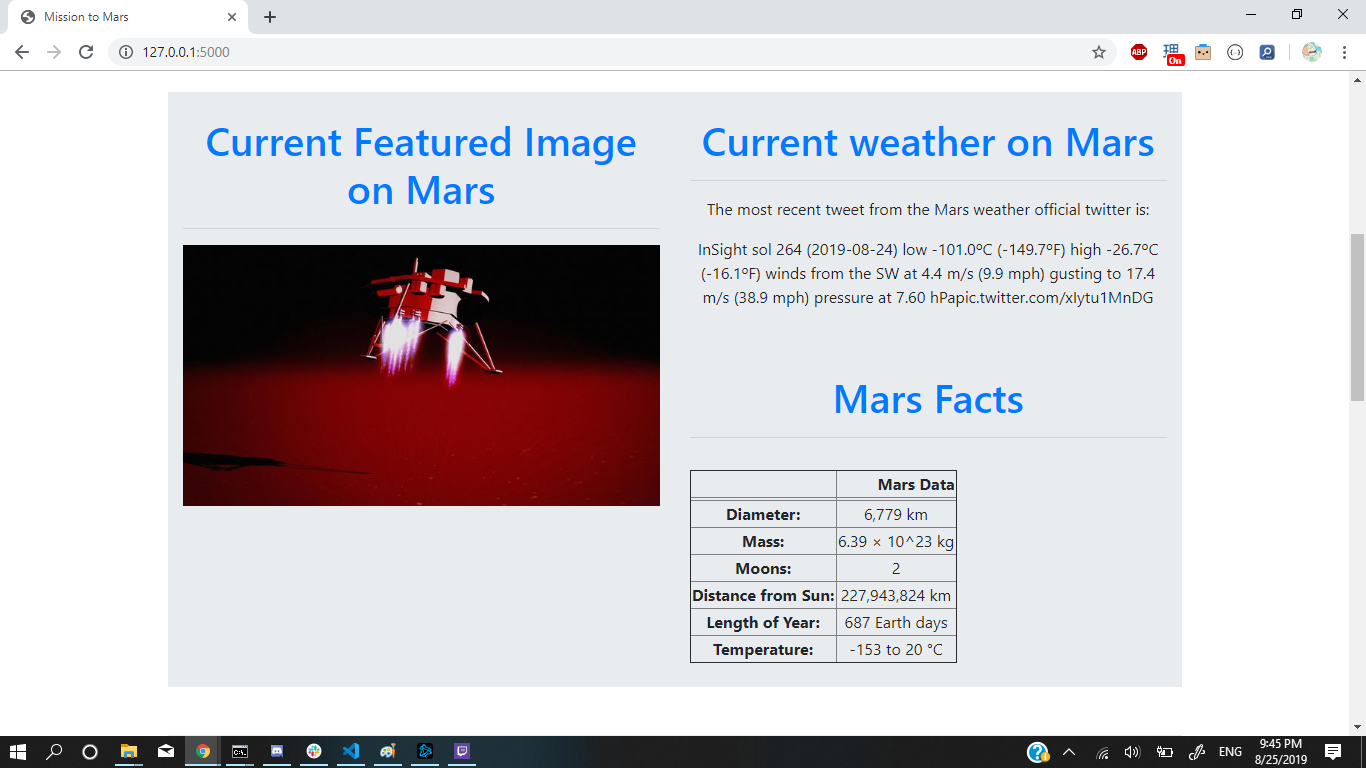 Mission to Mars
127.0.0.1:5000
ABP
On
Current Featured Image
on Mars
Current weather on Mars
The most recent tweet from the Mars weather official twitter is:
InSight sol 264 (2019-08-24) low -101.0ºC (-149.7ºF) high -26.7ºC
(-16.1ºF) winds from the SW at 4.4 m/s (9.9 mph) gusting to 17.4
m/s (38.9 mph) pressure at 7.60 hPapic.twitter.com/xIytu1MnDG
Mars Facts
Mars Data
Diameter: 6,779 km
Mass: 6.39 × 10^23 kg
Moons: 2
Distance from Sun: 227,943,824 km
Length of Year: 687 Earth days
Temperature: -153 to 20 °C
ENG
9:45 PM
8/25/2019